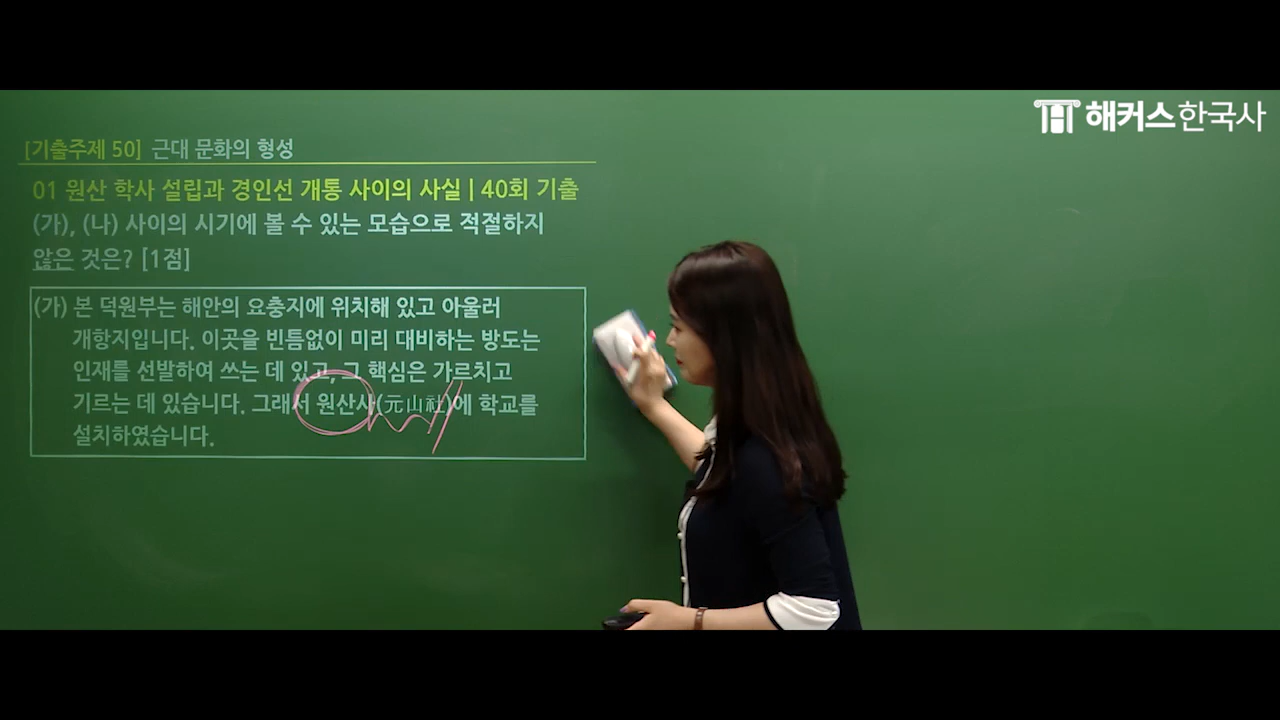 해커스한국사
[기출주제 50] 근대 문화의 형성
01 원산 학사 설립과 경인선 개통 사이의 사실 | 40회 기출
(가), (나) 사이의 시기에 볼 수 있는 모습으로 적절하지
않은 것은? [1점]
(가) 본 덕원부는 해안의 요충지에 위치해 있고 아울러
개항지입니다. 이곳을 빈틈없이 미리 대비하는 방도는
인재를 선발하여 쓰는 데 있고, 그 핵심은 가르치고
기르는 데 있습니다. 그래서 원산사(元山社)에 학교를
설치하였습니다.